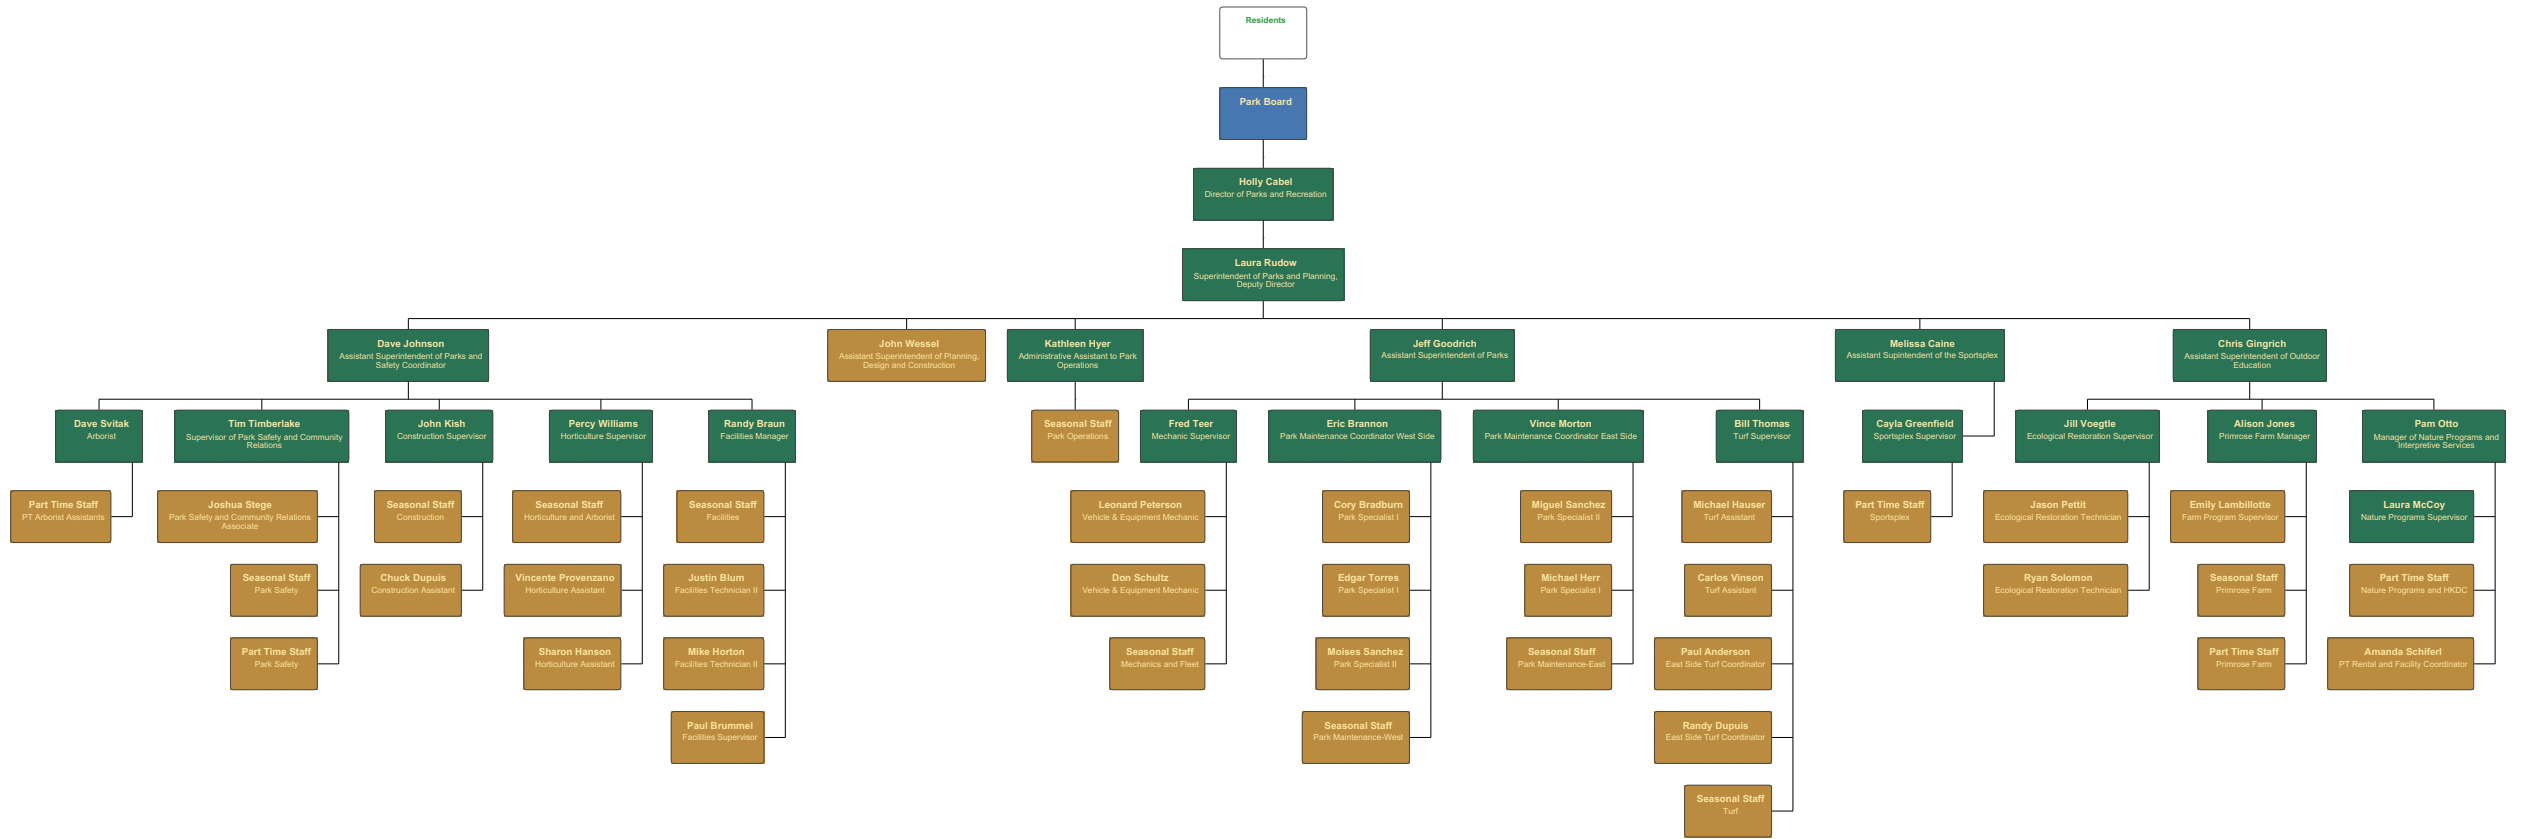 Residents
Park Board
Holly Cabel
Director of Parks and Recreation
Laura Rudow
Superintendent of Parks and Planning,
Deputy Director
Dave Johnson
Assistant Superintendent of Parks and
Safety Coordinator
John Wessel
Assistant Superintendent of Planning,
Design and Construction
Kathleen Hyer
Administrative Assistant to Park
Operations
Jeff Goodrich
Assistant Superintendent of Parks
Melissa Caine
Assistant Supintendent of the Sportsplex
Chris Gingrich
Assistant Superintendent of Outdoor
Education
Dave Svitak
Arborist
Tim Timberlake
Supervisor of Park Safety and Community
Relations
John Kish
Construction Supervisor
Percy Williams
Horticulture Supervisor
Randy Braun
Facilities Manager
Seasonal Staff
Park Operations
Fred Teer
Mechanic Supervisor
Eric Brannon
Park Maintenance Coordinator West Side
Vince Morton
Park Maintenance Coordinator East Side
Bill Thomas
Turf Supervisor
Cayla Greenfield
Sportsplex Supervisor
Jill Voegtle
Ecological Restoration Supervisor
Alison Jones
Primrose Farm Manager
Pam Otto
Manager of Nature Programs and
Interpretive Services
Part Time Staff
PT Arborist Assistants
Joshua Stege
Park Safety and Community Relations
Associate
Seasonal Staff
Construction
Seasonal Staff
Horticulture and Arborist
Seasonal Staff
Facilities
Leonard Peterson
Vehicle & Equipment Mechanic
Cory Bradburn
Park Specialist I
Miguel Sanchez
Park Specialist II
Michael Hauser
Turf Assistant
Part Time Staff
Sportsplex
Jason Pettit
Ecological Restoration Technician
Emily Lambillotte
Farm Program Supervisor
Laura McCoy
Nature Programs Supervisor
Seasonal Staff
Park Safety
Chuck Dupuis
Construction Assistant
Vincente Provenzano
Horticulture Assistant
Justin Blum
Facilities Technician II
Don Schultz
Vehicle & Equipment Mechanic
Edgar Torres
Park Specialist I
Michael Herr
Park Specialist I
Carlos Vinson
Turf Assistant
Ryan Solomon
Ecological Restoration Technician
Seasonal Staff
Primrose Farm
Part Time Staff
Nature Programs and HKDC
Part Time Staff
Park Safety
Sharon Hanson
Horticulture Assistant
Mike Horton
Facilities Technician II
Seasonal Staff
Mechanics and Fleet
Moises Sanchez
Park Specialist II
Seasonal Staff
Park Maintenance-East
Paul Anderson
East Side Turf Coordinator
Part Time Staff
Primrose Farm
Amanda Schiferl
PT Rental and Facility Coordinator
Paul Brummel
Facilities Supervisor
Seasonal Staff
Park Maintenance-West
Randy Dupuis
East Side Turf Coordinator
Seasonal Staff
Turf